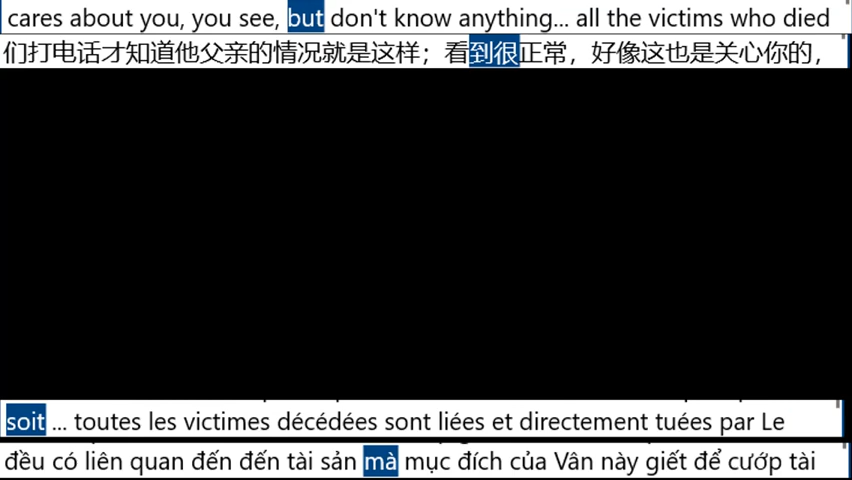 cares about you, you see, but don't know anything... all the victims who died
们打电话才知道他父亲的情况就是这样；看到很正常，好像这也是关心你的，
soit ... toutes les victimes décédées sont liées et directement tuées par Le
đều có liên quan đến đến tài sản mà mục đích của Vân này giết để cướp tài